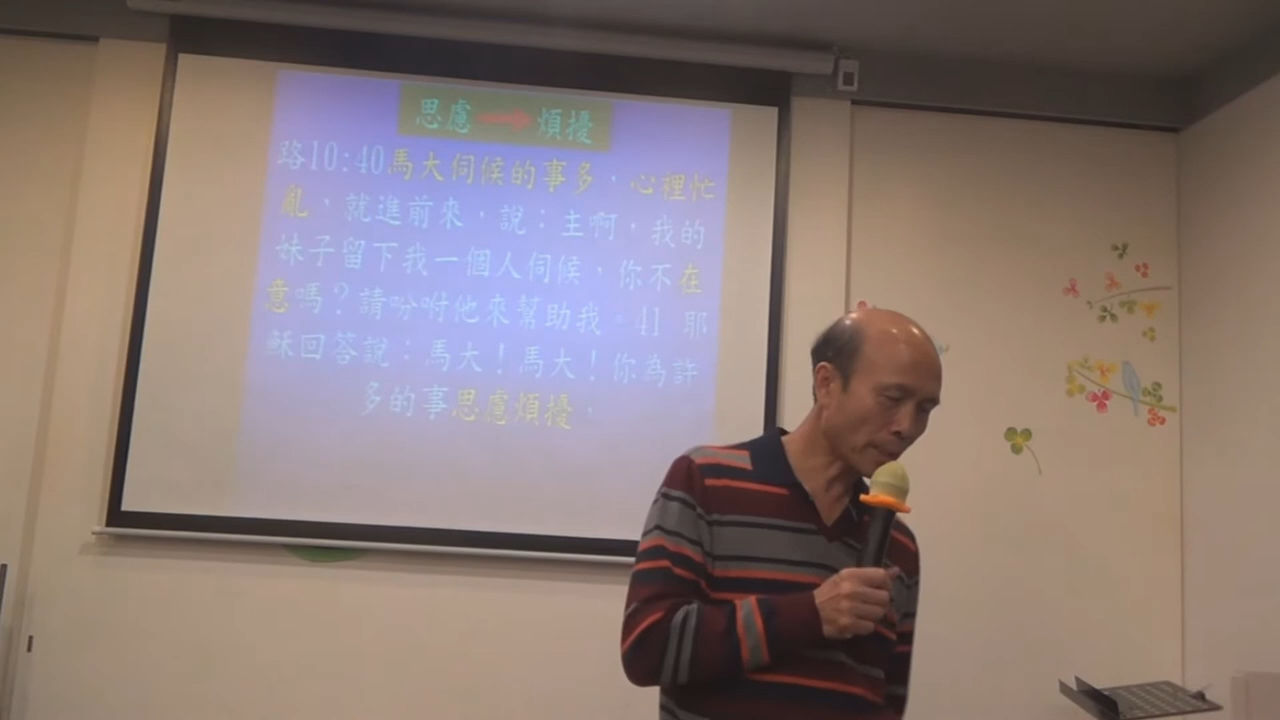 思慮→煩擾
路10:40馬大伺候的事多，心裡忙
亂，就進前來，說：主啊，我的
妹子留下我一個人伺候，你不在
意嗎？請吩咐他來幫助我。41 耶
穌回答說：馬大！馬大！你為許
多的事思慮煩擾，